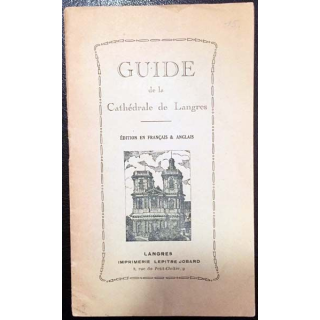 GUIDE
de la
Cathédrale de Langres
ÉDITION EN FRANÇAIS & ANGLAIS
LANGRES
IMPRIMERIE LEPITRE-JOBARD